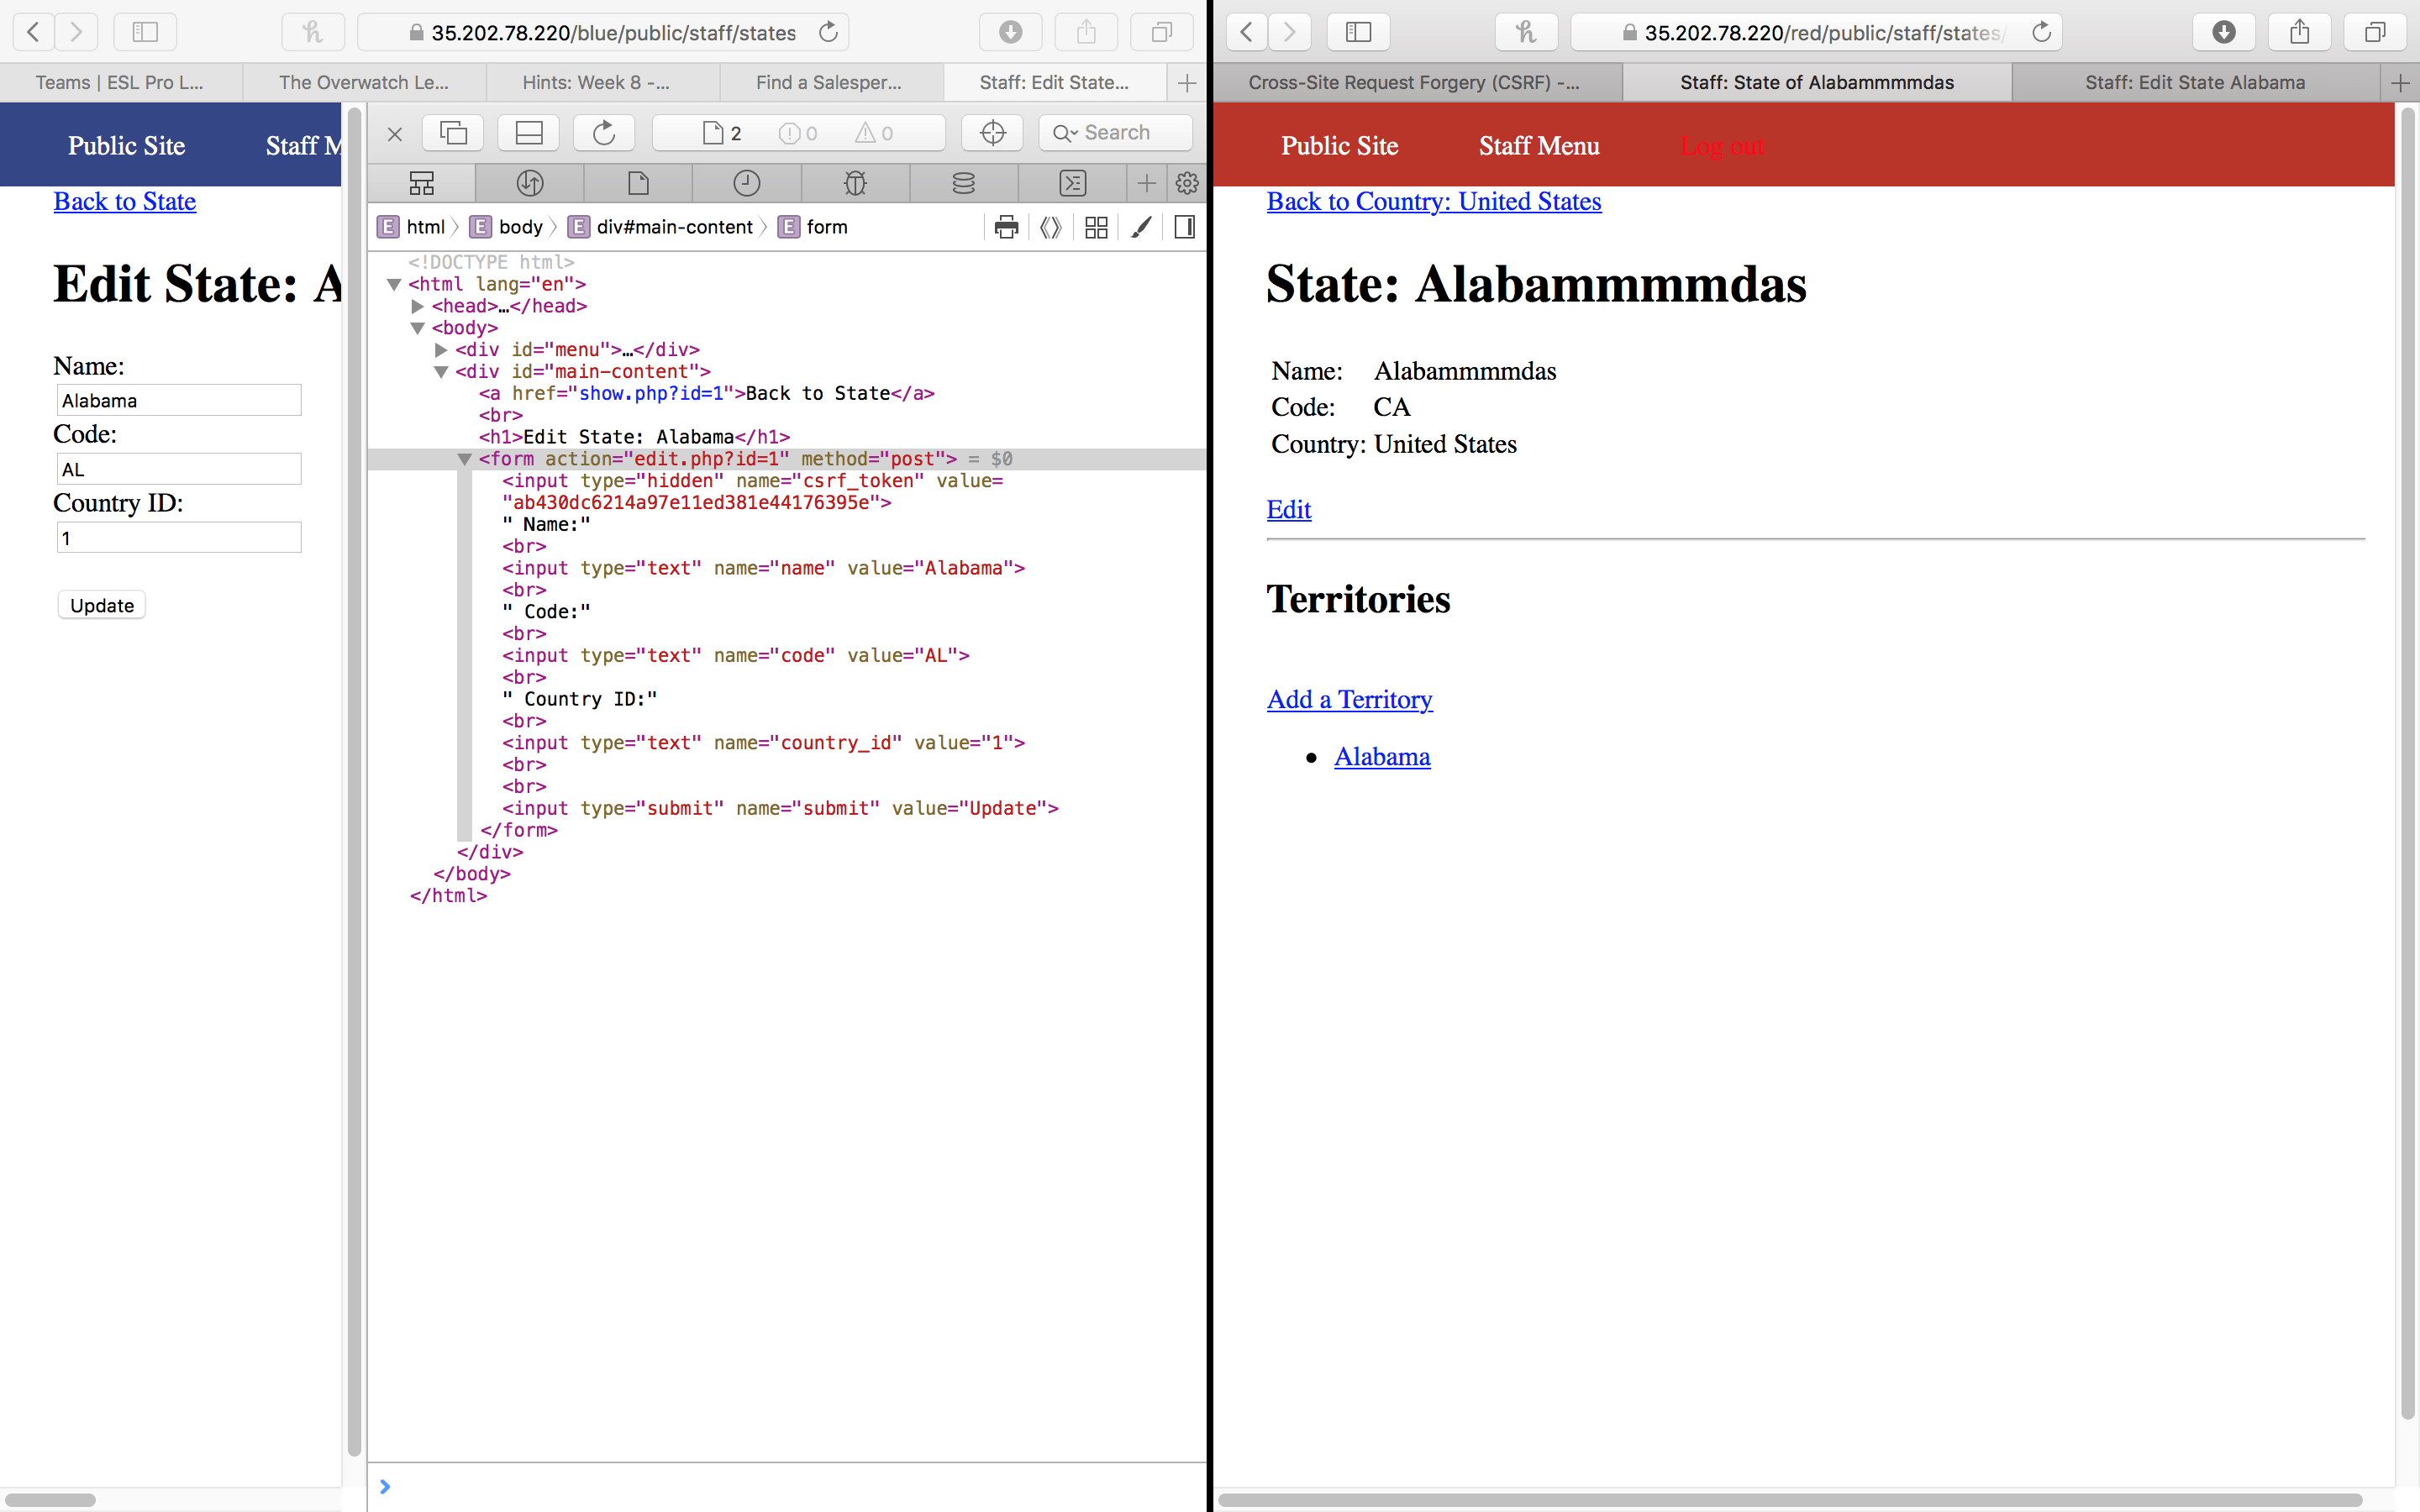 35.202.78.220/blue/public/staff/states
Teams | ESL Pro L...
The Overwatch Le...
Hints: Week 8 -...
Find a Salesper...
Staff: Edit State...
Public Site
Staff M
Back to State
Edit State: A
Name:
Alabama
Code:
AL
Country ID:
1
Update
2
0
0
Search
E html
E body
E div#main-content
E form
<!DOCTYPE html>
<html lang="en">
<head>…</head>
<body>
<div id="menu">…</div>
<div id="main-content">
<a href="show.php?id=1">Back to State</a>
<br>
<h1>Edit State: Alabama</h1>
<form action="edit.php?id=1" method="post"> = $0
<input type="hidden" name="csrf_token" value=
"ab430dc6214a97e11ed381e44176395e">
" Name:"
<br>
<input type="text" name="name" value="Alabama">
<br>
" Code:"
<br>
<input type="text" name="code" value="AL">
<br>
" Country ID:"
<br>
<input type="text" name="country_id" value="1">
<br>
<br>
<input type="submit" name="submit" value="Update">
</form>
</div>
</body>
</html>
35.202.78.220/red/public/staff/states/
Cross-Site Request Forgery (CSRF) -...
Staff: State of Alabammmmdas
Staff: Edit State Alabama
Public Site
Staff Menu
Log out
Back to Country: United States
State: Alabammmmdas
Name: Alabammmmdas
Code: CA
Country: United States
Edit
Territories
Add a Territory
Alabama